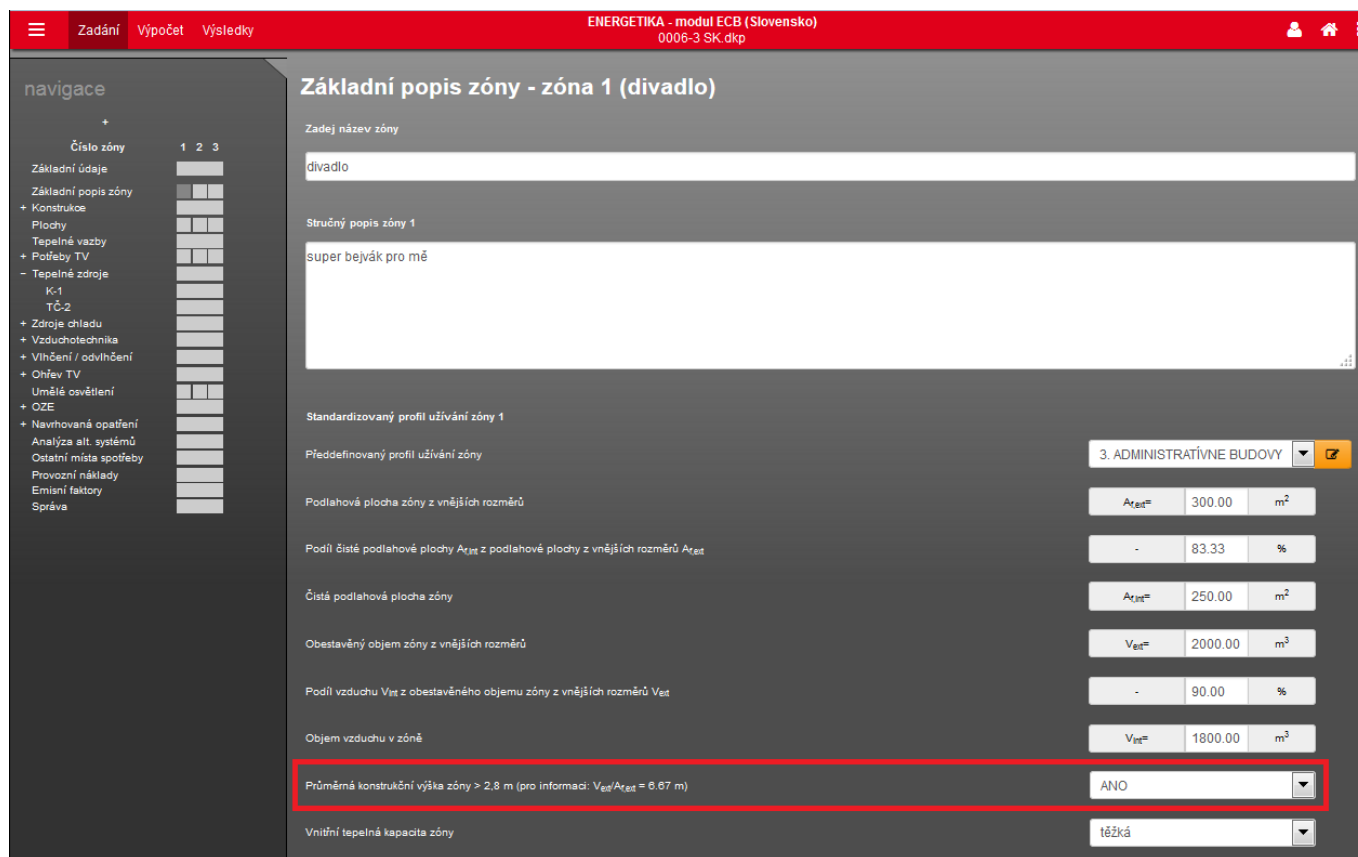 Zadání Výpočet Výsledky
ENERGETIKA - modul ECB (Slovensko)
0006-3 SK.dkp
navigace
+
Číslo zóny 1 2 3
Základní údaje
Základní popis zóny
+ Konstrukce
Plochy
Tepelné vazby
+ Potřeby TV
− Tepelné zdroje
K-1
TČ-2
+ Zdroje chladu
+ Vzduchotechnika
+ Vlhčení / odvlhčení
+ Ohřev TV
Umělé osvětlení
+ OZE
+ Navrhovaná opatření
Analýza alt. systémů
Ostatní místa spotřeby
Provozní náklady
Emisní faktory
Správa
Základní popis zóny - zóna 1 (divadlo)
Zadej název zóny
divadlo
Stručný popis zóny 1
super bejvák pro mě
Standardizovaný profil užívání zóny 1
Předdefinovaný profil užívání zóny 3. ADMINISTRATÍVNE BUDOVY
Podlahová plocha zóny z vnějších rozměrů Af,ext= 300.00 m2
Podíl čisté podlahové plochy Af,int z podlahové plochy z vnějších rozměrů Af,ext - 83.33 %
Čistá podlahová plocha zóny Af,int= 250.00 m2
Obestavěný objem zóny z vnějších rozměrů Vext= 2000.00 m3
Podíl vzduchu Vint z obestavěného objemu zóny z vnějších rozměrů Vext - 90.00 %
Objem vzduchu v zóně Vint= 1800.00 m3
Průměrná konstrukční výška zóny > 2,8 m (pro informaci: Vext/Af,ext = 6.67 m) ANO
Vnitřní tepelná kapacita zóny těžká